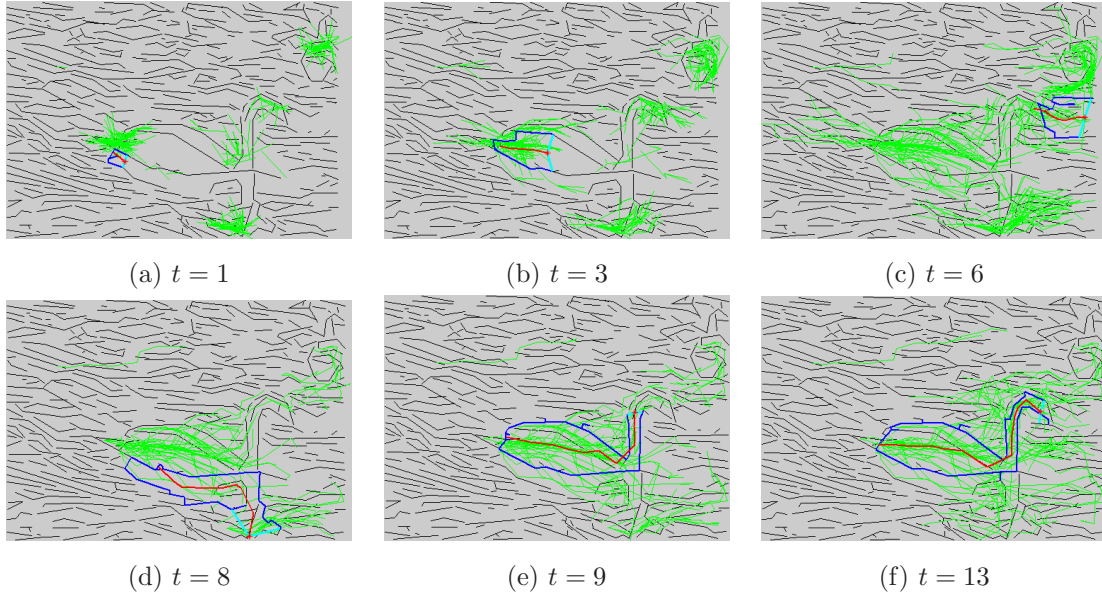 (a) t = 1
(b) t = 3
(c) t = 6
(d) t = 8
(e) t = 9
(f) t = 13